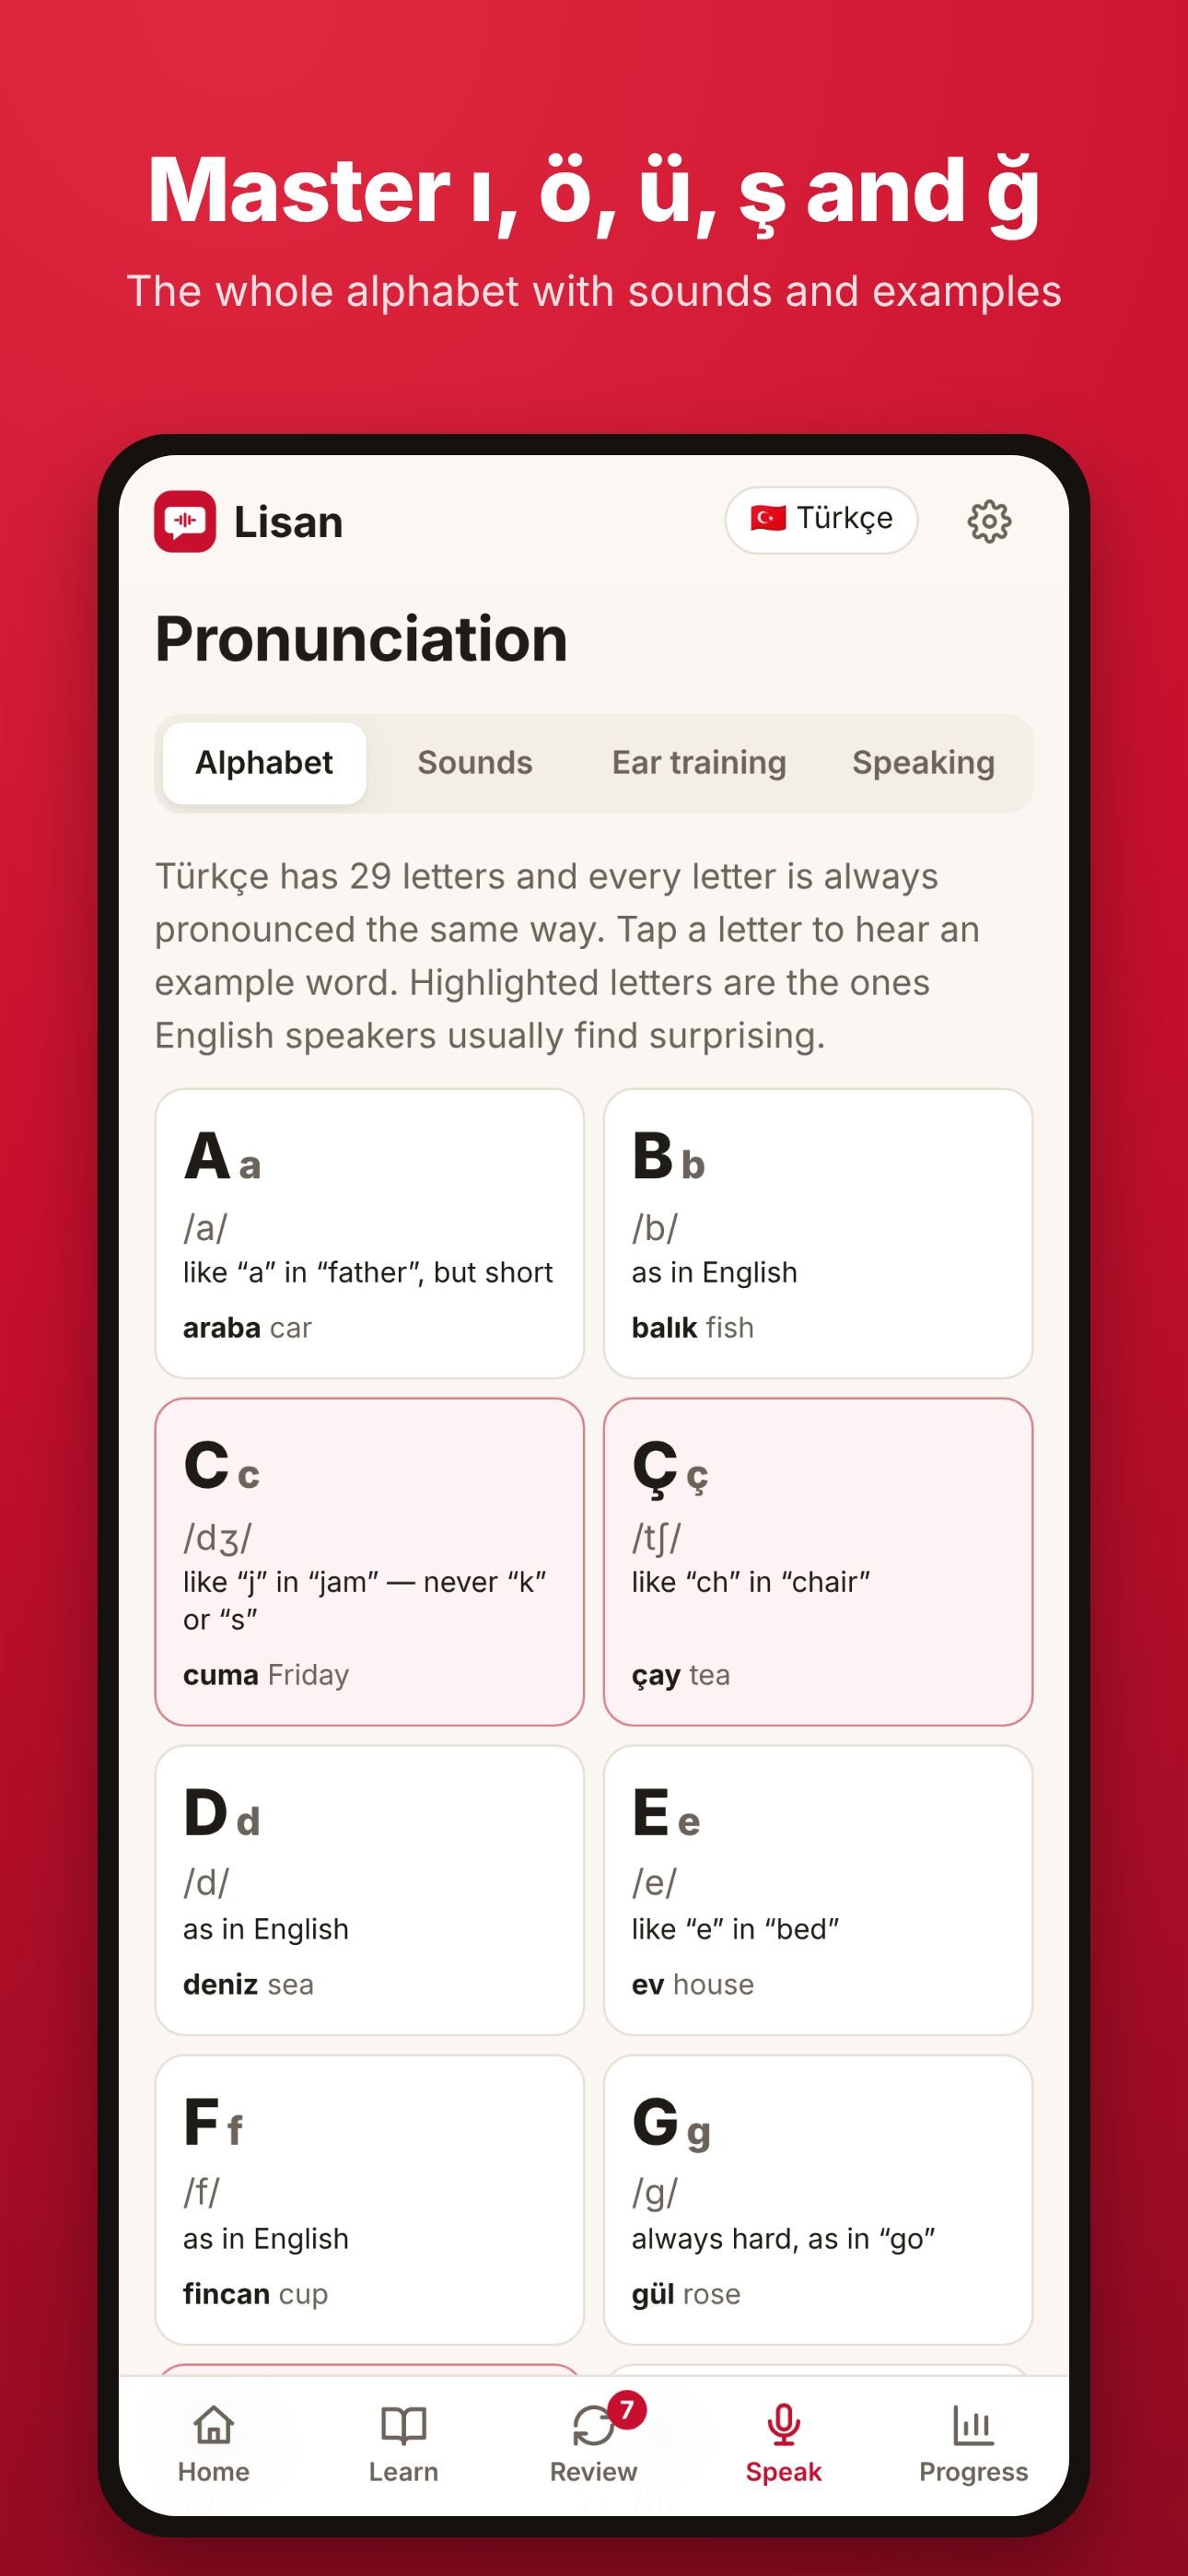 Master ı, ö, ü, ş and ğ
The whole alphabet with sounds and examples
Lisan
🇹🇷 Türkçe
Pronunciation
Alphabet
Sounds
Ear training
Speaking
Türkçe has 29 letters and every letter is always
pronounced the same way. Tap a letter to hear an
example word. Highlighted letters are the ones
English speakers usually find surprising.
A a
/a/
like “a” in “father”, but short
araba car
B b
/b/
as in English
balık fish
C c
/dʒ/
like “j” in “jam” — never “k”
or “s”
cuma Friday
Ç ç
/tʃ/
like “ch” in “chair”
çay tea
D d
/d/
as in English
deniz sea
E e
/e/
like “e” in “bed”
ev house
F f
/f/
as in English
fincan cup
G g
/g/
always hard, as in “go”
gül rose
Home
Learn
7
Review
Speak
Progress